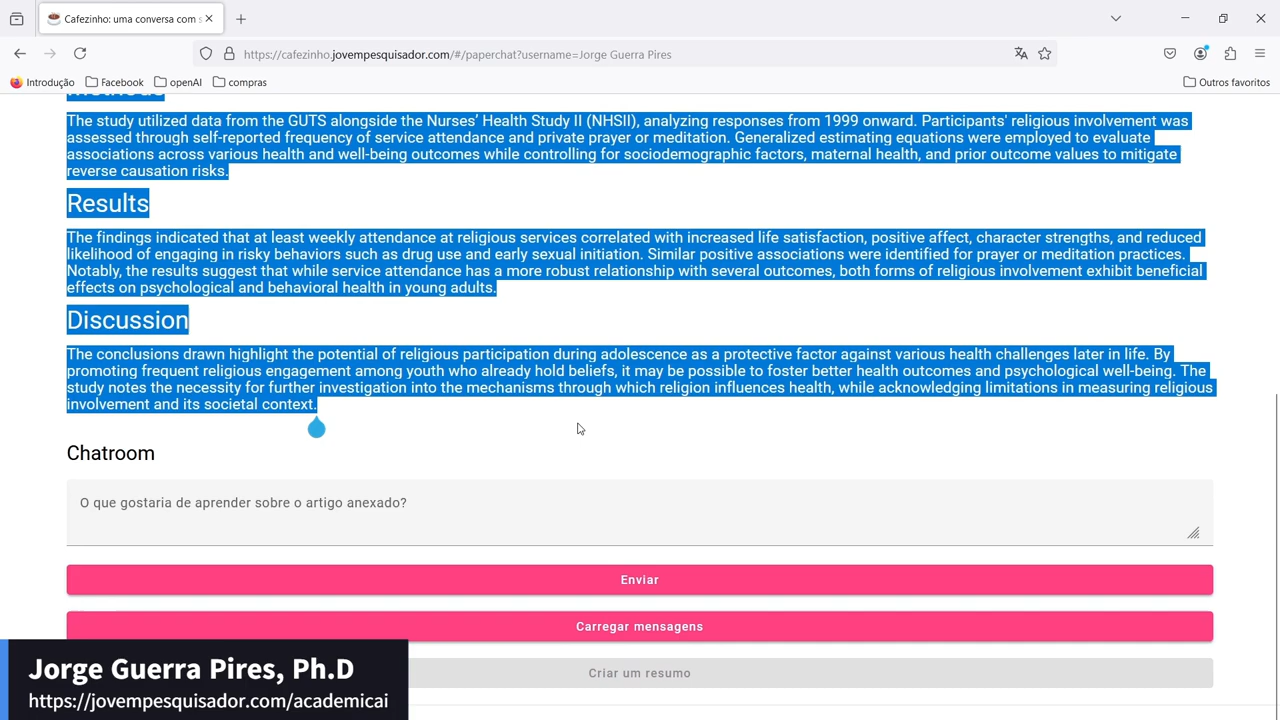 Cafezinho: uma conversa com s
https://cafezinho.jovempesquisador.com/#/paperchat?username=Jorge Guerra Pires
Introdução Facebook openAI compras Outros favoritos
The study utilized data from the GUTS alongside the Nurses' Health Study II (NHSII), analyzing responses from 1999 onward. Participants' religious involvement was
assessed through self-reported frequency of service attendance and private prayer or meditation. Generalized estimating equations were employed to evaluate
associations across various health and well-being outcomes while controlling for sociodemographic factors, maternal health, and prior outcome values to mitigate
reverse causation risks.
Results
The findings indicated that at least weekly attendance at religious services correlated with increased life satisfaction, positive affect, character strengths, and reduced
likelihood of engaging in risky behaviors such as drug use and early sexual initiation. Similar positive associations were identified for prayer or meditation practices.
Notably, the results suggest that while service attendance has a more robust relationship with several outcomes, both forms of religious involvement exhibit beneficial
effects on psychological and behavioral health in young adults.
Discussion
The conclusions drawn highlight the potential of religious participation during adolescence as a protective factor against various health challenges later in life. By
promoting frequent religious engagement among youth who already hold beliefs, it may be possible to foster better health outcomes and psychological well-being. The
study notes the necessity for further investigation into the mechanisms through which religion influences health, while acknowledging limitations in measuring religious
involvement and its societal context.
Chatroom
O que gostaria de aprender sobre o artigo anexado?
Enviar
Carregar mensagens
Criar um resumo
Jorge Guerra Pires, Ph.D
https://jovempesquisador.com/academicai